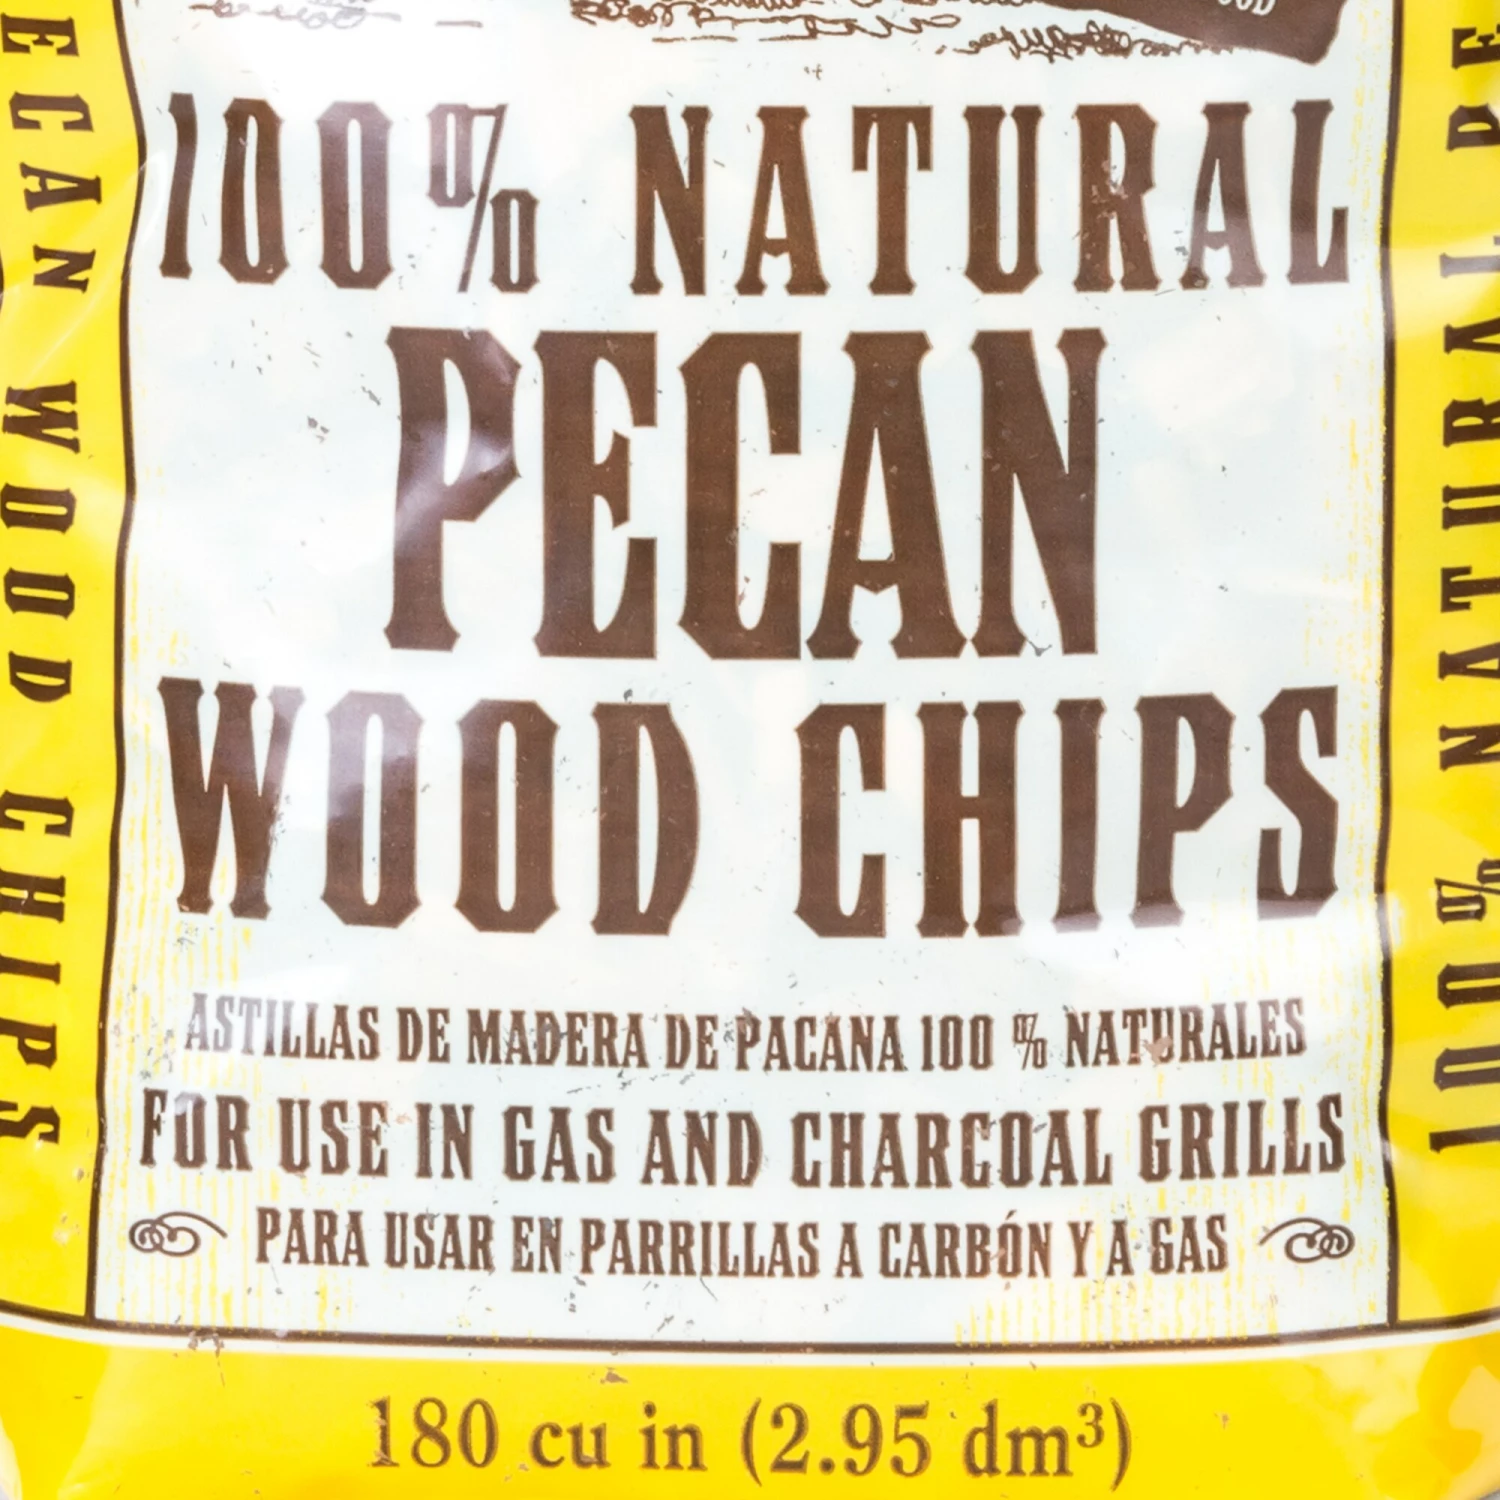 100% NATURAL
PECAN
WOOD CHIPS
ASTILLAS DE MADERA DE PACANA 100 % NATURALES
FOR USE IN GAS AND CHARCOAL GRILLS
PARA USAR EN PARRILLAS A CARBÓN Y A GAS
180 cu in (2.95 dm³)
WOOD CHIPS
100% NATURAL